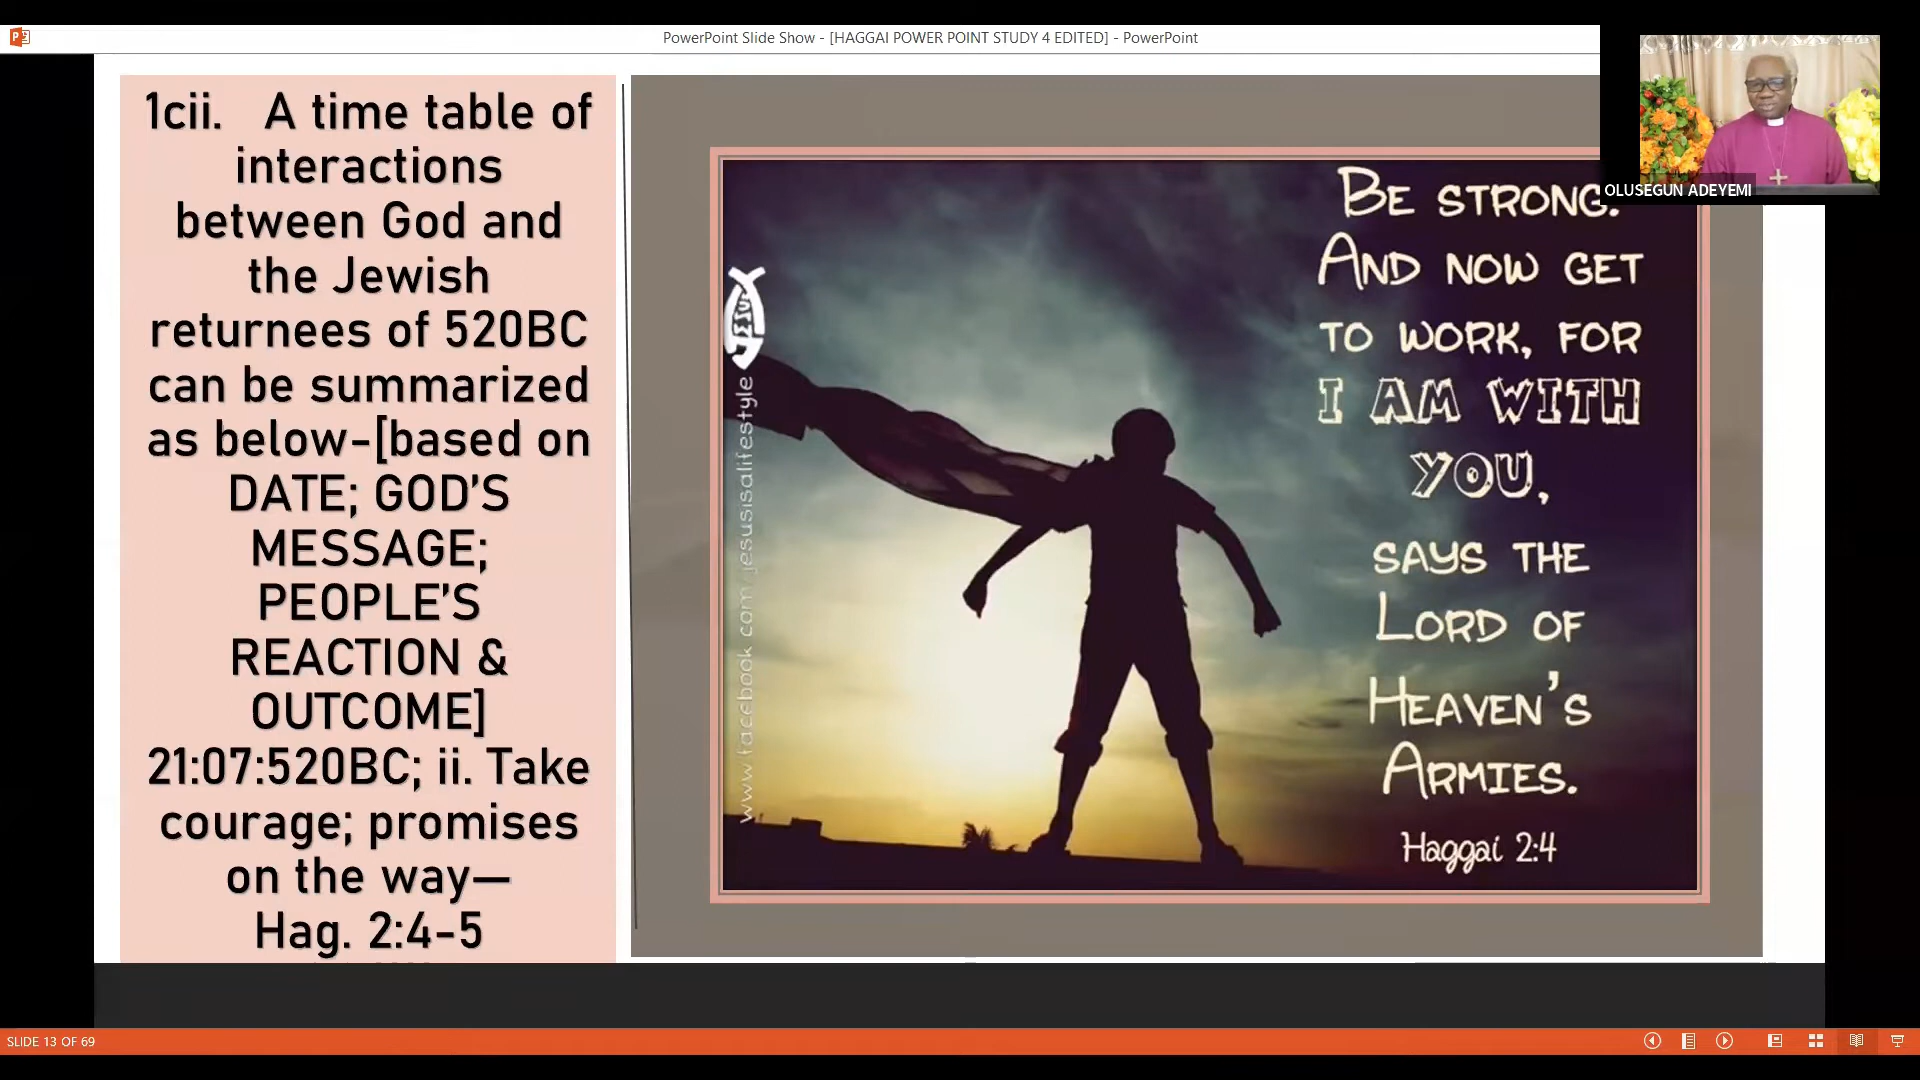 PowerPoint Slide Show - [HAGGAI POWER POINT STUDY 4 EDITED] - PowerPoint
1cii. A time table of
interactions
between God and
the Jewish
returnees of 520BC
can be summarized
as below-[based on
DATE; GOD'S
MESSAGE;
PEOPLE'S
REACTION &
OUTCOME]
21:07:520BC; ii. Take
courage; promises
on the way—
Hag. 2:4-5
JESUS
www.facebook.com/jesusisalifestyle
BE STRONG.
AND NOW GET
TO WORK, FOR
I AM WITH
YOU,
SAYS THE
LORD OF
HEAVEN'S
ARMIES.
Haggai 2:4
OLUSEGUN ADEYEMI
SLIDE 13 OF 69